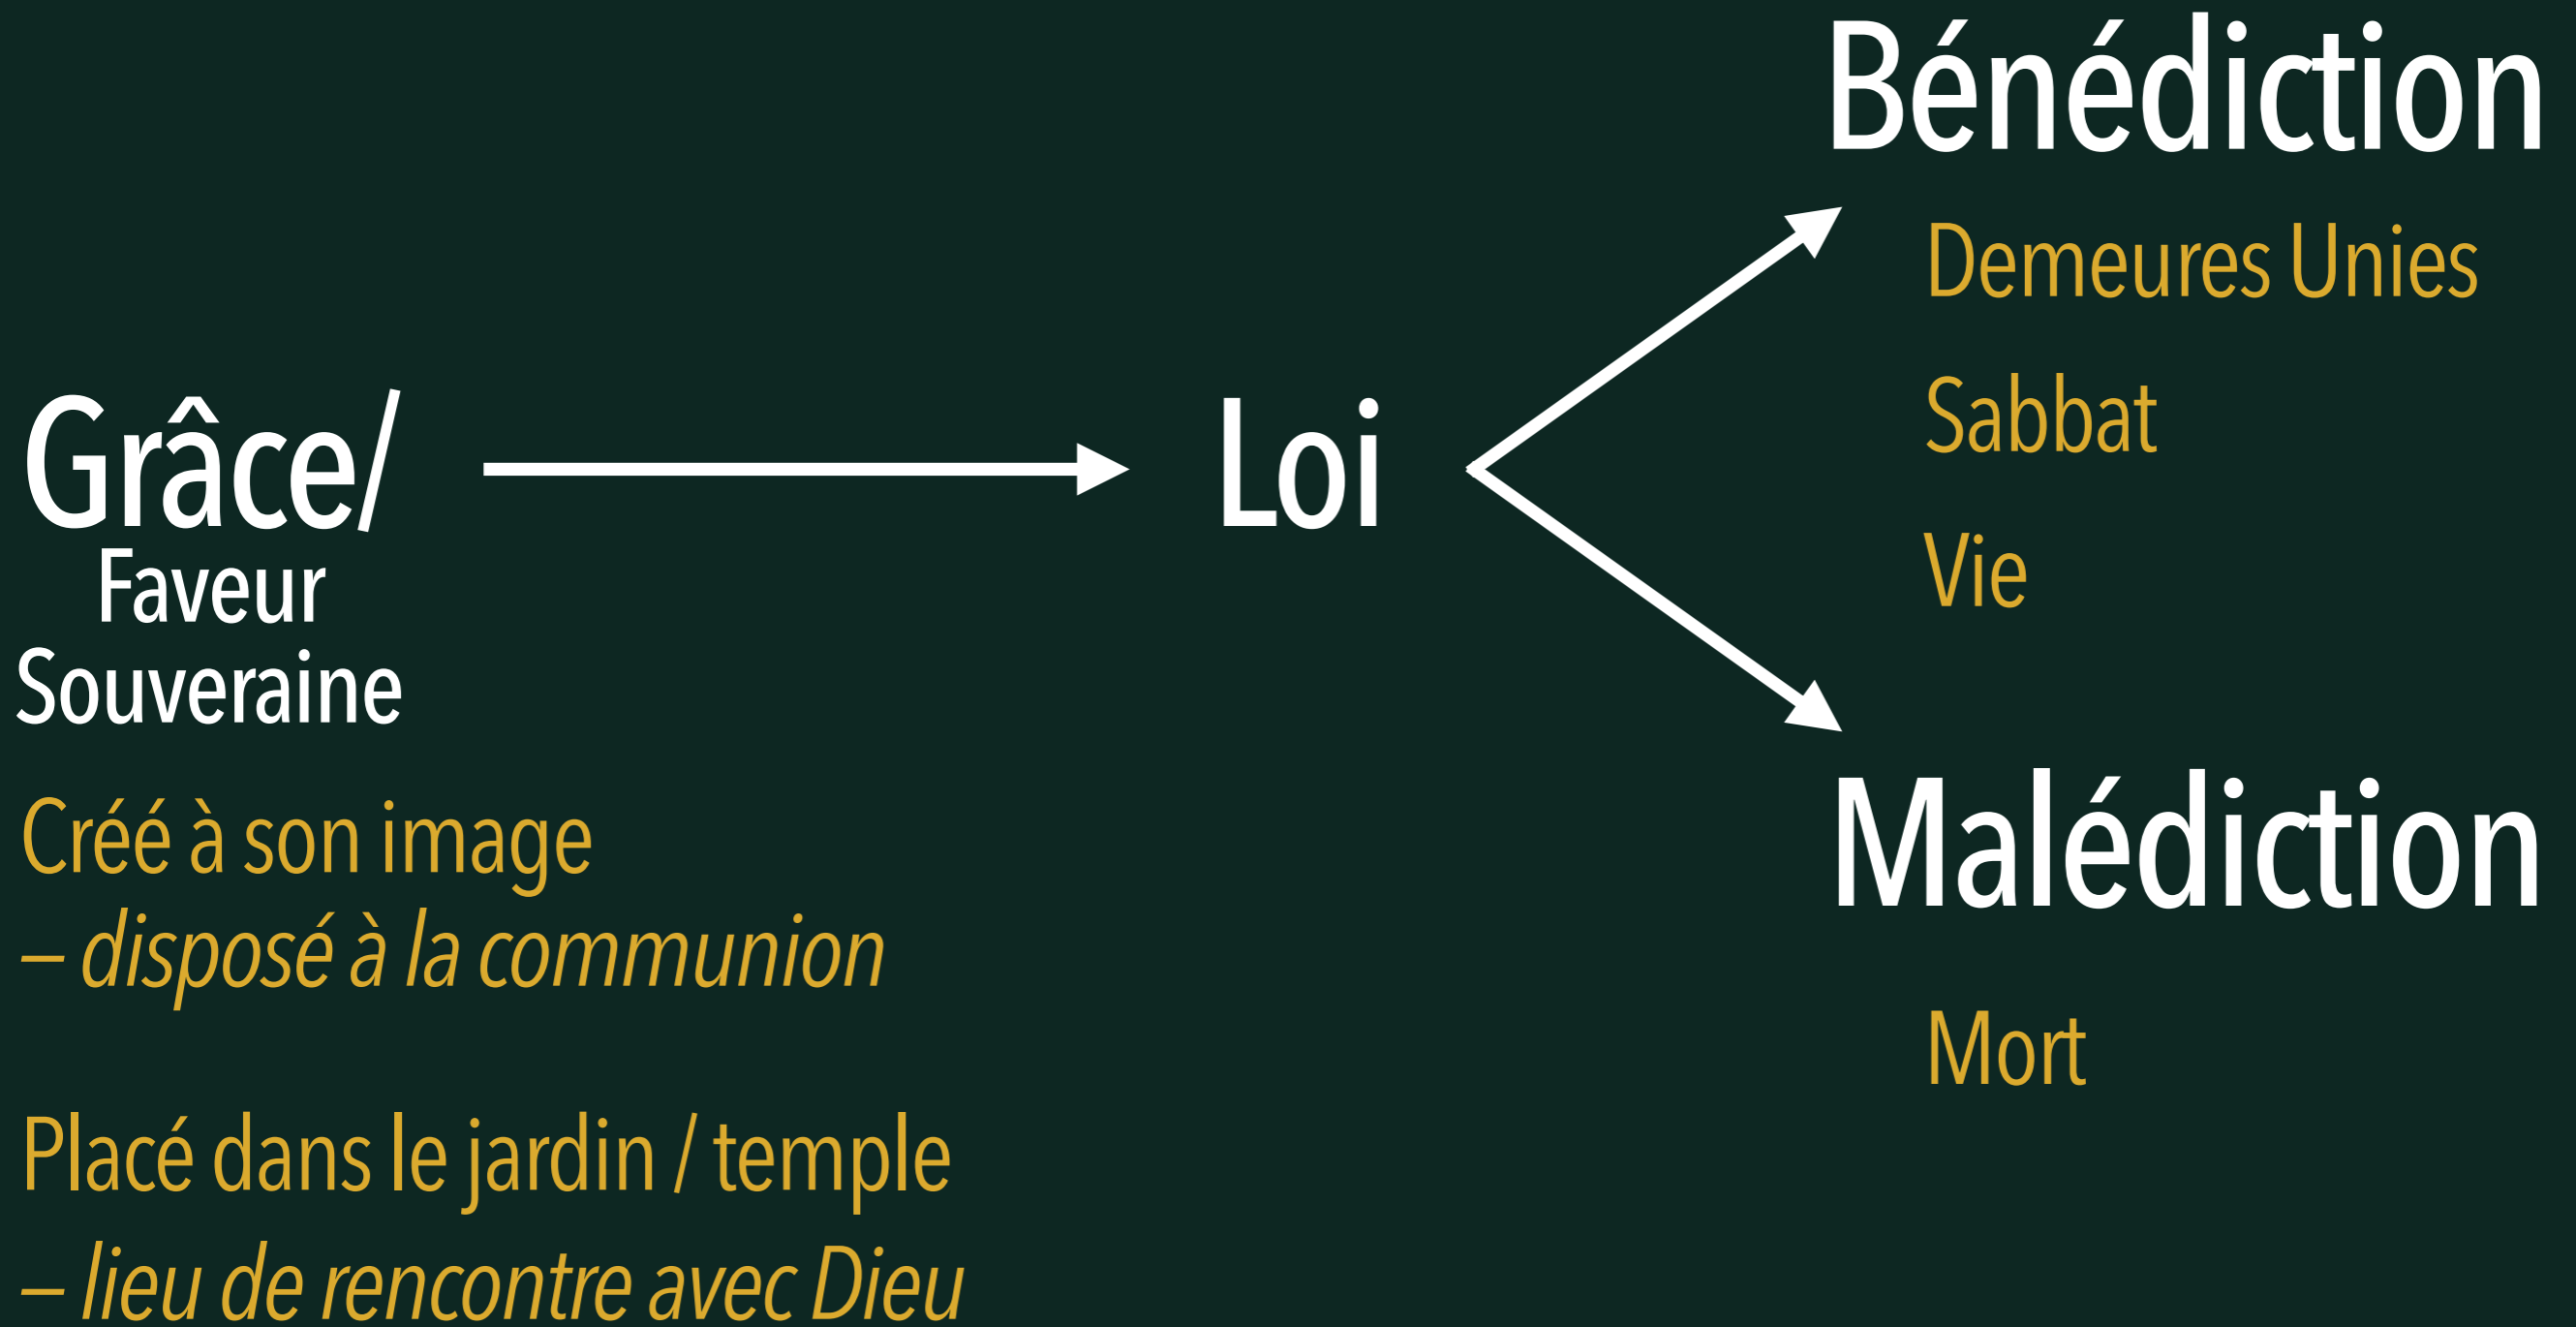 Grâce/
Faveur
Souveraine
Créé à son image
– disposé à la communion
Placé dans le jardin / temple
– lieu de rencontre avec Dieu
Loi
Bénédiction
Demeures Unies
Sabbat
Vie
Malédiction
Mort